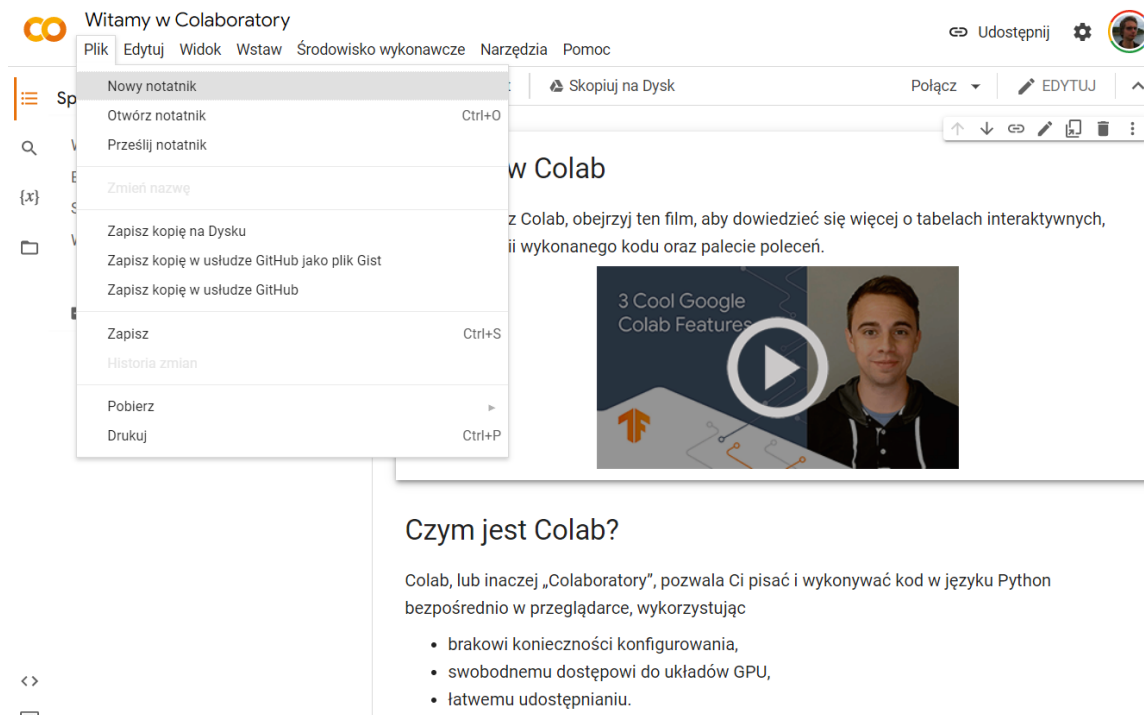 Witamy w Colaboratory
Udostępnij
Plik Edytuj Widok Wstaw Środowisko wykonawcze Narzędzia Pomoc
Skopiuj na Dysk
Połącz
EDYTUJ
Nowy notatnik
Otwórz notatnik Ctrl+O
Prześlij notatnik
Zmień nazwę
Zapisz kopię na Dysku
Zapisz kopię w usłudze GitHub jako plik Gist
Zapisz kopię w usłudze GitHub
Zapisz Ctrl+S
Historia zmian
Pobierz
Drukuj Ctrl+P
Sp
{x}
w Colab
z Colab, obejrzyj ten film, aby dowiedzieć się więcej o tabelach interaktywnych,
ii wykonanego kodu oraz palecie poleceń.
3 Cool Google
Colab Features
Czym jest Colab?
Colab, lub inaczej „Colaboratory”, pozwala Ci pisać i wykonywać kod w języku Python
bezpośrednio w przeglądarce, wykorzystując
• brakowi konieczności konfigurowania,
• swobodnemu dostępowi do układów GPU,
• łatwemu udostępnianiu.